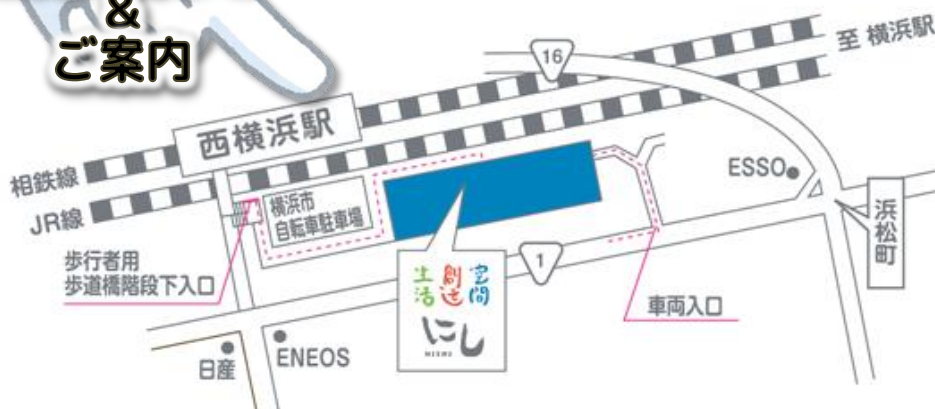 &
ご案内
16
至 横浜駅
西横浜駅
相鉄線
JR線
横浜市
自転車駐車場
ESSO
浜松町
歩行者用
歩道橋階段下入口
1
生活
創造
空間
にし
NISHI
車両入口
日産
ENEOS